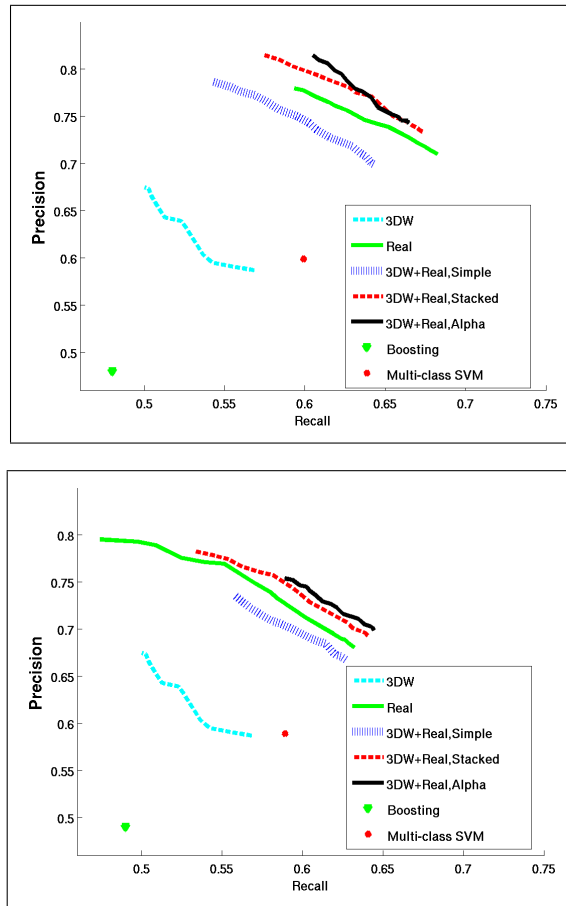 0.8
0.75
0.7
0.65
0.6
0.55
0.5
Precision
0.5
0.55
0.6
0.65
0.7
0.75
Recall
3DW
Real
3DW+Real,Simple
3DW+Real,Stacked
3DW+Real,Alpha
Boosting
Multi-class SVM
0.8
0.75
0.7
0.65
0.6
0.55
0.5
Precision
0.5
0.55
0.6
0.65
0.7
0.75
Recall
3DW
Real
3DW+Real,Simple
3DW+Real,Stacked
3DW+Real,Alpha
Boosting
Multi-class SVM